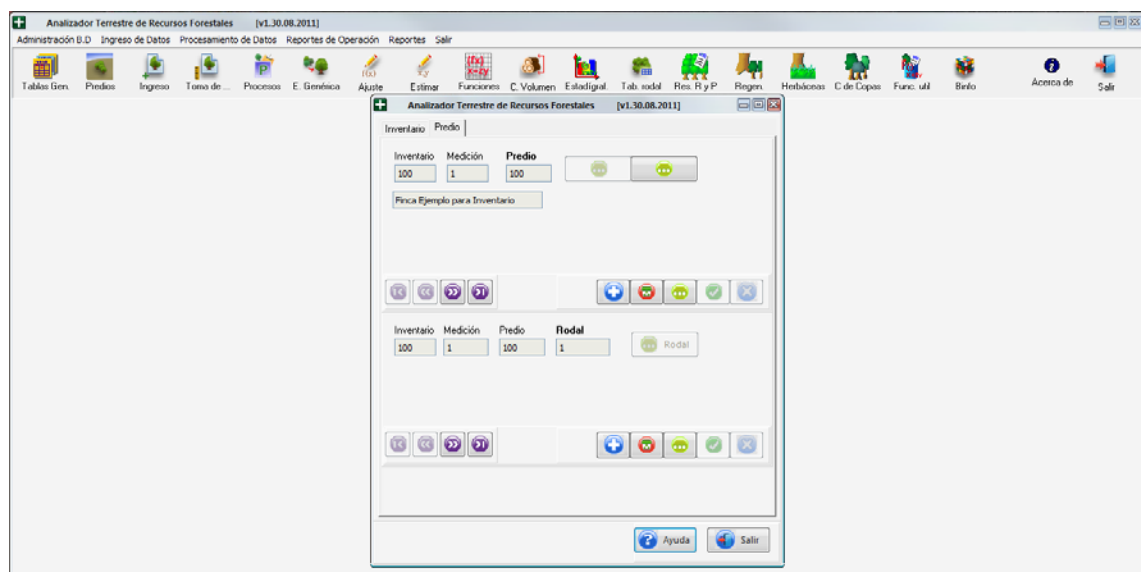 Analizador Terrestre de Recursos Forestales [v1.30.08.2011]
Administración B.D Ingreso de Datos Procesamiento de Datos Reportes de Operación Reportes Salir
Tablas Gen. Predios Ingreso Toma de ... Procesos E. Genérica Ajuste Estimar Funciones C. Volumen Estadígraf. Tab. rodal Res. R y P Regen. Herbáceas C de Copas Func. util Binfo Acerca de Salir
Analizador Terrestre de Recursos Forestales [v1.30.08.2011]
Inventario Predio
Inventario Medición Predio
100 1 100
Finca Ejemplo para Inventario
Inventario Medición Predio Rodal
100 1 100 1 Rodal
Ayuda Salir